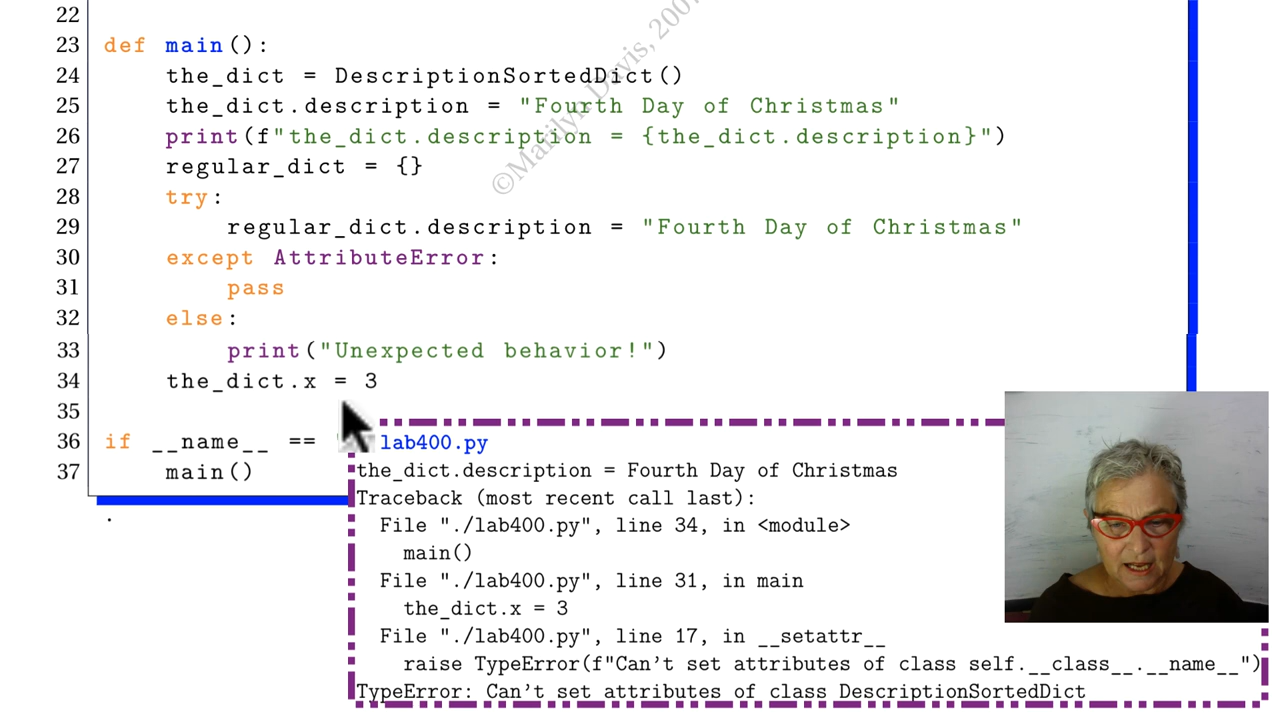 22
23 def main():
24 the_dict = DescriptionSortedDict()
25 the_dict.description = "Fourth Day of Christmas"
26 print(f"the_dict.description = {the_dict.description}")
27 regular_dict = {}
28 try:
29 regular_dict.description = "Fourth Day of Christmas"
30 except AttributeError:
31 pass
32 else:
33 print("Unexpected behavior!")
34 the_dict.x = 3
35
36 if __name__ ==
37 main()
.
©Marilyn Davis, 2007
lab400.py
the_dict.description = Fourth Day of Christmas
Traceback (most recent call last):
File "./lab400.py", line 34, in <module>
main()
File "./lab400.py", line 31, in main
the_dict.x = 3
File "./lab400.py", line 17, in __setattr__
raise TypeError(f"Can't set attributes of class self.__class__.__name__")
TypeError: Can't set attributes of class DescriptionSortedDict